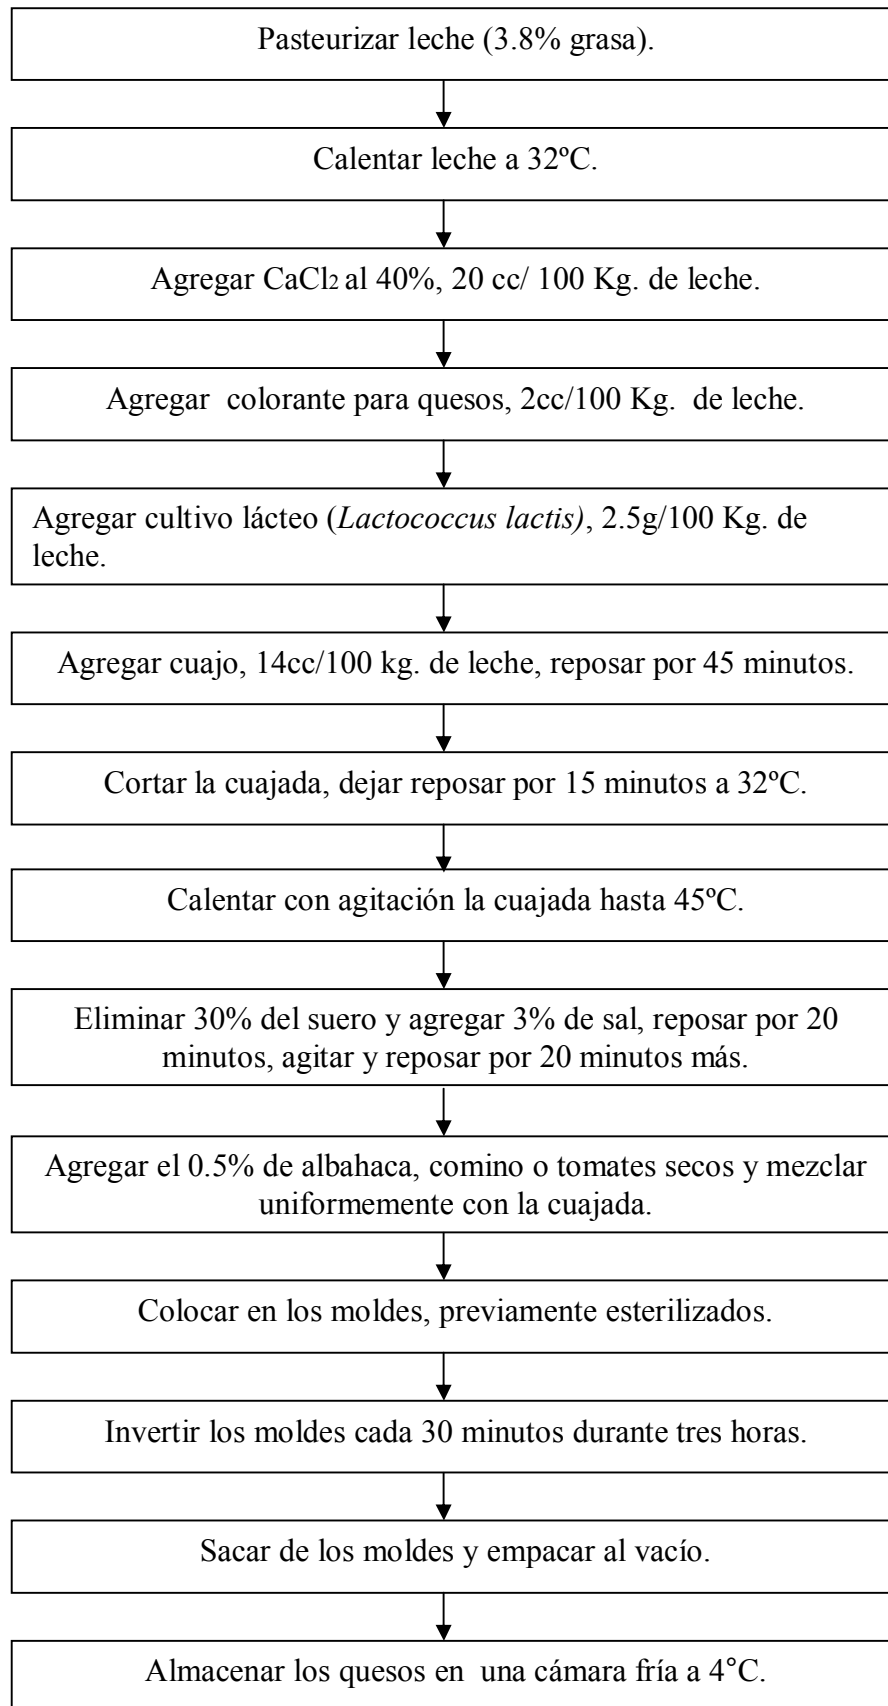 Pasteurizar leche (3.8% grasa).
Calentar leche a 32ºC.
Agregar CaCl2 al 40%, 20 cc/ 100 Kg. de leche.
Agregar  colorante para quesos, 2cc/100 Kg.  de leche.
Agregar cultivo lácteo (Lactococcus lactis), 2.5g/100 Kg. de
leche.
Agregar cuajo, 14cc/100 kg. de leche, reposar por 45 minutos.
Cortar la cuajada, dejar reposar por 15 minutos a 32ºC.
Calentar con agitación la cuajada hasta 45ºC.
Eliminar 30% del suero y agregar 3% de sal, reposar por 20
minutos, agitar y reposar por 20 minutos más.
Agregar el 0.5% de albahaca, comino o tomates secos y mezclar
uniformemente con la cuajada.
Colocar en los moldes, previamente esterilizados.
Invertir los moldes cada 30 minutos durante tres horas.
Sacar de los moldes y empacar al vacío.
Almacenar los quesos en  una cámara fría a 4°C.